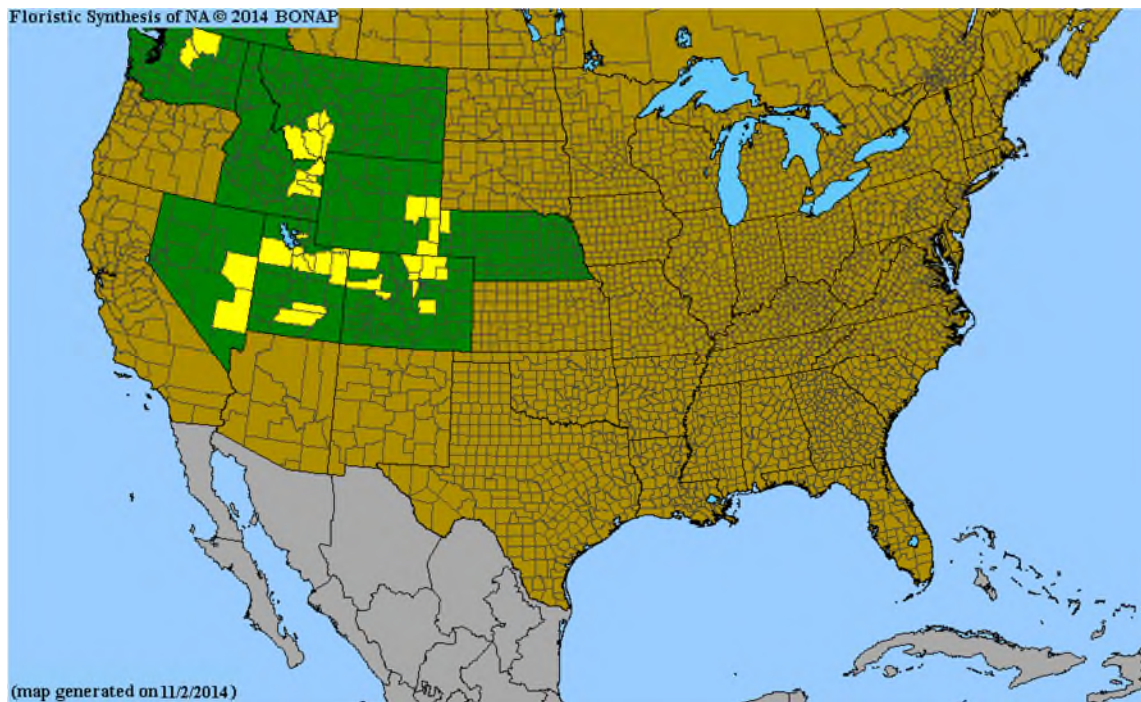 Floristic Synthesis of NA © 2014 BONAP
(map generated on 11/2/2014)